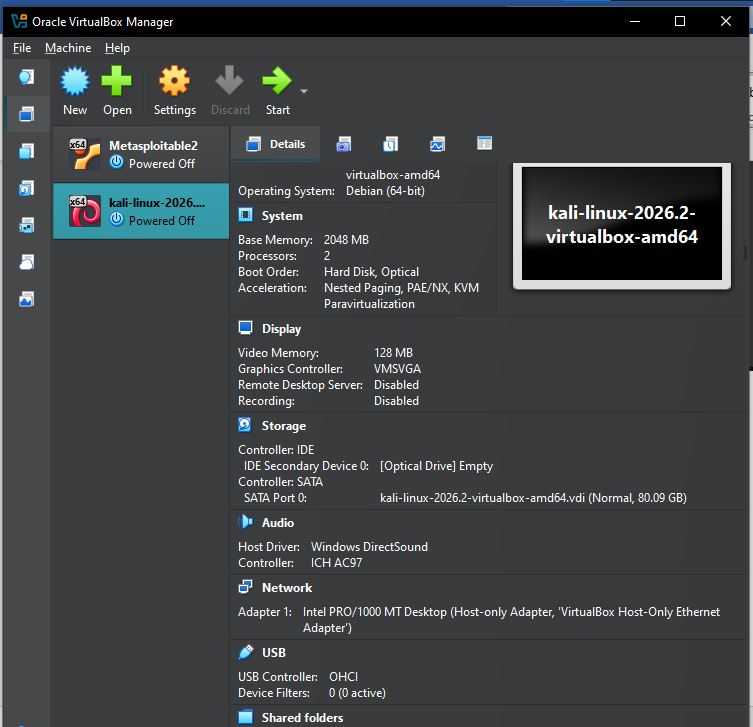 Oracle VirtualBox Manager
File Machine Help
New Open Settings Discard Start
x64 Metasploitable2
Powered Off
x64 kali-linux-2026....
Powered Off
Details
virtualbox-amd64
Operating System: Debian (64-bit)
System
Base Memory: 2048 MB
Processors: 2
Boot Order: Hard Disk, Optical
Acceleration: Nested Paging, PAE/NX, KVM
Paravirtualization
kali-linux-2026.2-
virtualbox-amd64
Display
Video Memory: 128 MB
Graphics Controller: VMSVGA
Remote Desktop Server: Disabled
Recording: Disabled
Storage
Controller: IDE
IDE Secondary Device 0: [Optical Drive] Empty
Controller: SATA
SATA Port 0: kali-linux-2026.2-virtualbox-amd64.vdi (Normal, 80.09 GB)
Audio
Host Driver: Windows DirectSound
Controller: ICH AC97
Network
Adapter 1: Intel PRO/1000 MT Desktop (Host-only Adapter, 'VirtualBox Host-Only Ethernet
Adapter')
USB
USB Controller: OHCI
Device Filters: 0 (0 active)
Shared folders